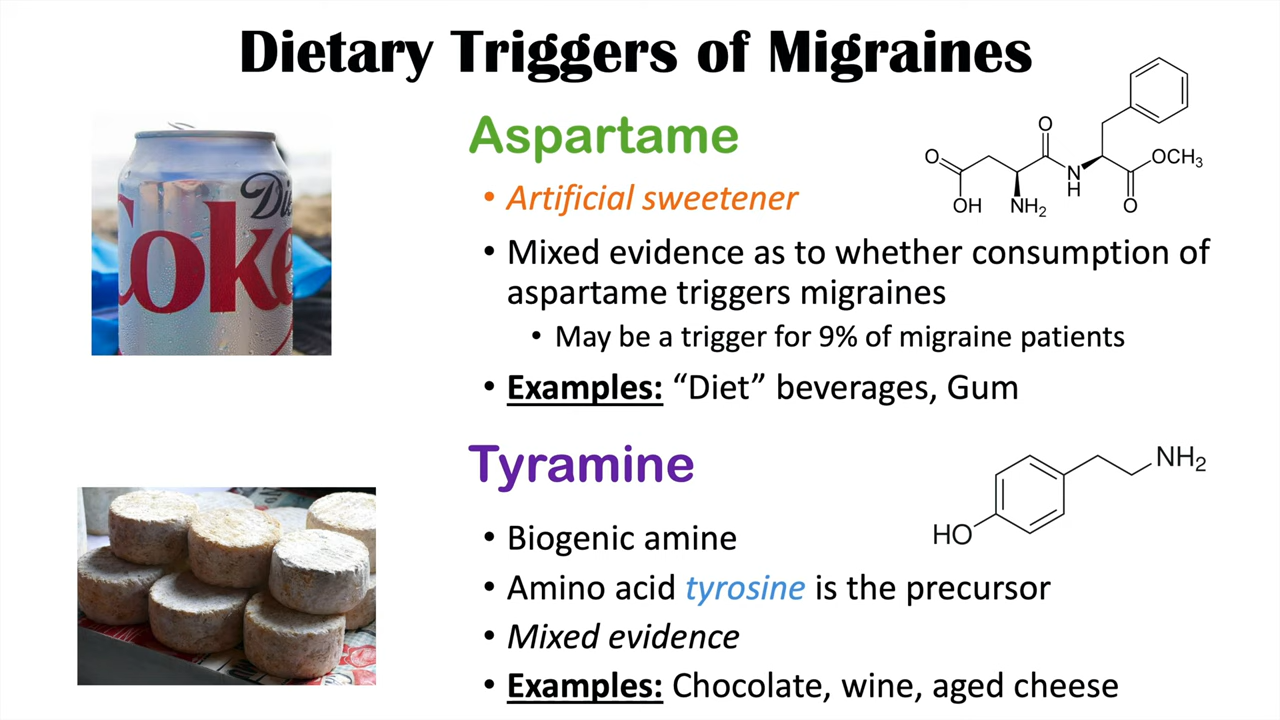 Dietary Triggers of Migraines
Die
Coke
Aspartame
• Artificial sweetener
• Mixed evidence as to whether consumption of
aspartame triggers migraines
• May be a trigger for 9% of migraine patients
• Examples: “Diet” beverages, Gum
O
OH
NH₂
O
N
H
OCH₃
O
Tyramine
• Biogenic amine
• Amino acid tyrosine is the precursor
• Mixed evidence
• Examples: Chocolate, wine, aged cheese
NH₂
HO